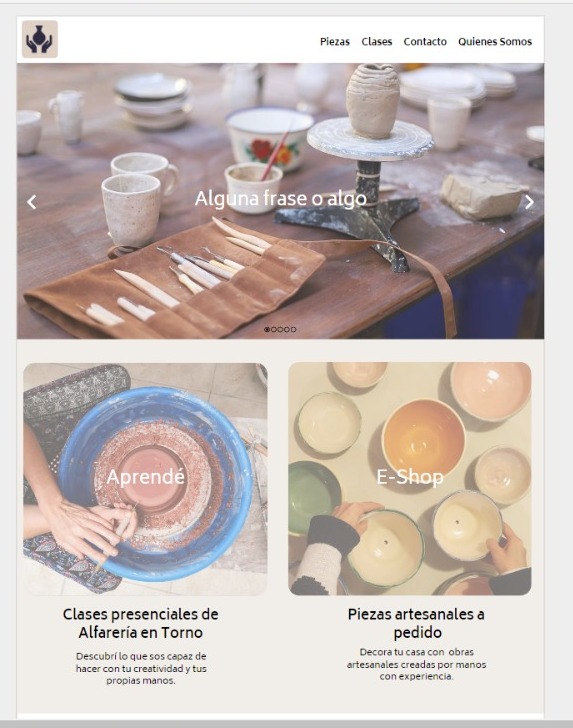 Piezas Clases Contacto Quienes Somos
Alguna frase o algo
Aprendé
E-Shop
Clases presenciales de
Alfarería en Torno
Descubrí lo que sos capaz de
hacer con tu creatividad y tus
propias manos.
Piezas artesanales a
pedido
Decora tu casa con obras
artesanales creadas por manos
con experiencia.